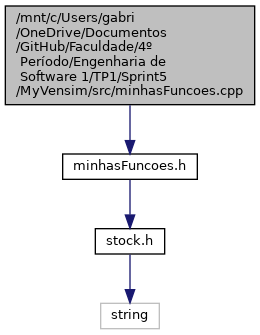 /mnt/c/Users/gabri
/OneDrive/Documentos
/GitHub/Faculdade/4º
Período/Engenharia de
Software 1/TP1/Sprint5
/MyVensim/src/minhasFuncoes.cpp
minhasFuncoes.h
stock.h
string